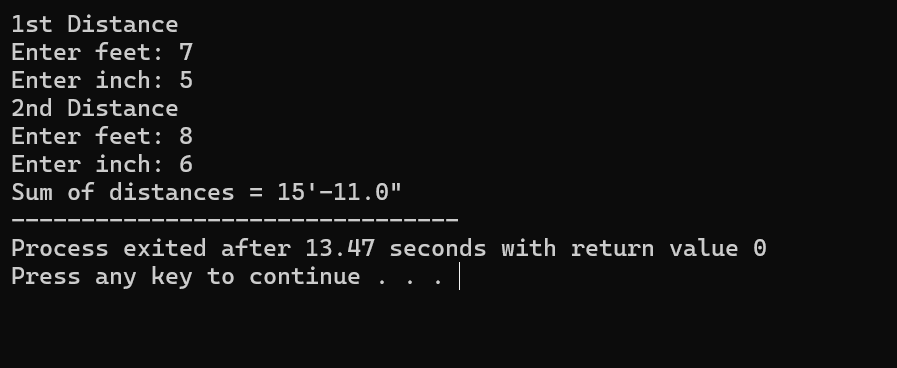 1st Distance
Enter feet: 7
Enter inch: 5
2nd Distance
Enter feet: 8
Enter inch: 6
Sum of distances = 15'-11.0"
--------------------------------
Process exited after 13.47 seconds with return value 0
Press any key to continue . . .